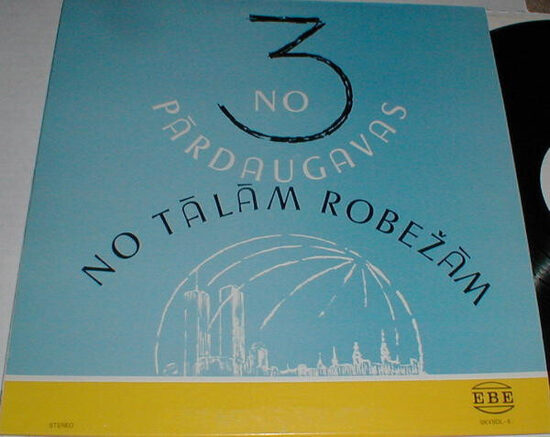 3
NO
PĀRDAUGAVAS
NO TĀLĀM ROBEŽĀM
STEREO
EBE